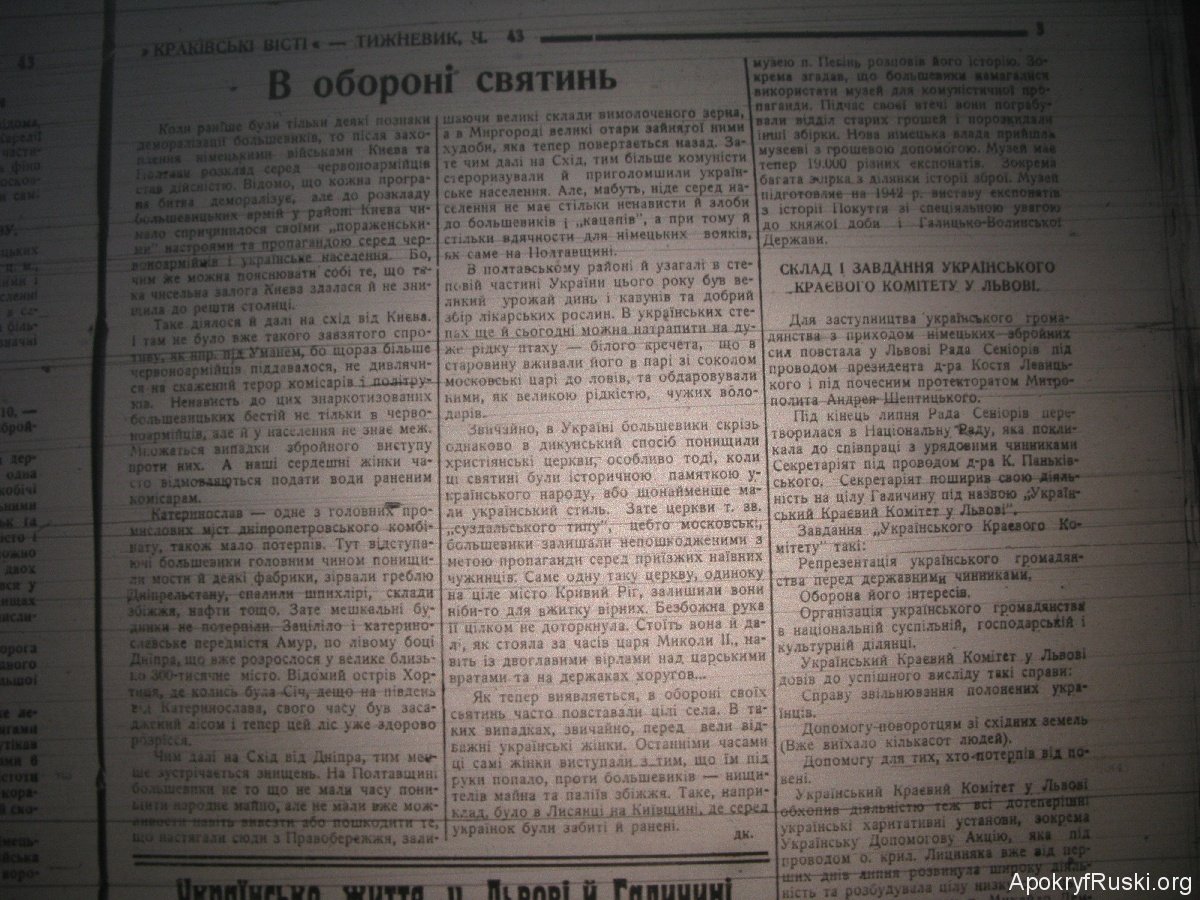 43
„КРАКІВСЬКІ ВІСТІ“ — ТИЖНЕВИК, Ч. 43
3
В обороні святинь
Коли раніше були тільки деякі познаки
деморалізації большевиків, то після захо-
плення німецькими військами Києва та
Полтави розклад серед червоноармійців
став дійсністю. Відомо, що кожна програ-
на битва деморалізує, але до розкладу
большевицьких армій у районі Києва чи-
мало спричинилося своїми „пораженськи-
ми" настроями та пропагандою серед чер-
воноармійців і українське населення. Бо,
чим же можна пояснювати собі те, що та-
ка чисельна залога Києва здалася й не зни-
щила до решти столиці.
Таке діялося й далі на схід від Києва.
І там не було вже такого завзятого спро-
тиву, як нпр. під Уманем, бо щораз більше
червоноармійців піддавалося, не дивлячи-
ся на скажений терор комісарів і політру-
ків. Ненависть до цих знаркотизованих
большевицьких бестій не тільки в черво-
ноармійців, але й у населення не знає меж.
Множаться випадки збройного виступу
проти них. А наші сердешні жінки ча-
сто відмовляються подати води раненим
комісарам.
Катеринослав — одне з головних про-
мислових міст дніпропетровського комбі-
нату, також мало потерпів. Тут відступа-
ючі большевики головним чином понищи-
ли мости й деякі фабрики, зірвали греблю
Дніпрельстану, спалили шпихлірі, склади
збіжжя, нафти тощо. Зате мешкальні бу-
динки не потерпіли. Заціліло і катерино-
славське передмістя Амур, по лівому боці
Дніпра, що вже розрослося у велике близь-
ко 300-тисячне місто. Відомий острів Хор-
тиця, де колись була Січ, дещо на південь
від Катеринослава, свого часу був заса-
джений лісом і тепер цей ліс уже здорово
розрісся.
Чим далі на Схід від Дніпра, тим мен-
ше зустрічається знищень. На Полтавщині
большевики не то що не мали часу пони-
щити народне майно, але не мали вже мож-
ливости навіть вивезти або пошкодити те,
що настягали сюди з Правобережжя, зали-
шаючи великі склади вимолоченого зерна,
а в Миргороді великі отари зайнятої ними
худоби, яка тепер повертається назад. За-
те чим далі на Схід, тим більше комуністи
стероризували й приголомшили україн-
ське населення. Але, мабуть, ніде серед на-
селення не має стільки ненависти й злоби
до большевиків і „кацапів", а при тому й
стільки вдячности для німецьких вояків,
як саме на Полтавщині.
В полтавському районі й узагалі в сте-
повій частині України цього року був ве-
ликий урожай динь і кавунів та добрий
збір лікарських рослин. В українських сте-
пах ще й сьогодні можна натрапити на ду-
же рідку птаху — білого кречета, що в
старовину вживали його в парі зі соколом
московські царі до ловів, та обдаровували
ними, як великою рідкістю, чужих воло-
дарів.
Звичайно, в Україні большевики скрізь
однаково в дикунський спосіб понищили
християнські церкви, особливо тоді, коли
ці святині були історичною памяткою у-
країнського народу, або щонайменше ма-
ли український стиль. Зате церкви т. зв.
„суздальського типу", цебто московські,
большевики залишали непошкодженими з
метою пропаганди серед приїзжих наївних
чужинців. Саме одну таку церкву, одиноку
на ціле місто Кривий Ріг, залишили вони
ніби-то для вжитку вірних. Безбожна рука
її цілком не доторкнула. Стоїть вона й да-
лі, як стояла за часів царя Миколи II., на-
віть із двоглавими вірлами над царськими
вратами та на держаках хоругов...
Як тепер виявляється, в обороні своїх
святинь часто повставали цілі села. В та-
ких випадках, звичайно, перед вели від-
важні українські жінки. Останніми часами
ці самі жінки виступали з тим, що їм під
руки попало, проти большевиків — нищи-
телів майна та паліїв збіжжя. Таке, напри-
клад, було в Лисянці на Київщині, де серед
українок були забиті й ранені.
дк.
музею п. Песінь розповів його історію. Зо-
крема згадав, що большевики намагалися
використати музей для комуністичної про-
паганди. Підчас своєї втечі вони пограбу-
вали відділ старих грошей і порозкидали
інші збірки. Нова німецька влада прийшла
музеєві з грошевою допомогою. Музей має
тепер 19.000 різних експонатів. Зокрема
багата збірка з ділянки історії зброї. Музей
підготовляє на 1942 р. виставу експонатів
з історії Покуття зі спеціяльною увагою
до княжої доби і Галицько-Волинської
Держави.
СКЛАД І ЗАВДАННЯ УКРАЇНСЬКОГО
КРАЄВОГО КОМІТЕТУ У ЛЬВОВІ.
Для заступництва українського грома-
дянства з приходом німецьких збройних
сил повстала у Львові Рада Сеніорів під
проводом президента д-ра Костя Левиць-
кого і під почесним протекторатом Митро-
полита Андрея Шептицького.
Під кінець липня Рада Сеніорів пере-
творилася в Національну Раду, яка покли-
кала до співпраці з урядовими чинниками
Секретаріят під проводом д-ра К. Паньків-
ського. Секретаріят поширив свою діяль-
ність на цілу Галичину під назвою „Україн-
ський Краєвий Комітет у Львові".
Завдання „Українського Краєвого Ко-
мітету" такі:
Репрезентація українського громадян-
ства перед державними чинниками,
Оборона його інтересів.
Організація українського громадянства
в національній суспільній, господарській і
культурній ділянці.
Український Краєвий Комітет у Львові
довів до успішного висліду такі справи:
Справу звільнювання полонених укра-
їнців.
Допомогу поворотцям зі східних земель
(Вже виїхало кількасот людей).
Допомогу для тих, хто потерпів від по-
вені.
Український Краєвий Комітет у Львові
обхопив діяльністю теж всі дотеперішні
українські харитативні установи, зокрема
Українську Допомогову Акцію, яка під
проводом о. крил. Лициняка вже від пер-
ших днів липня розвинула широку діяль-
ність та розбудувала цілу низку
Українське життя у Львові й Галичині
ApokryfRuski.org